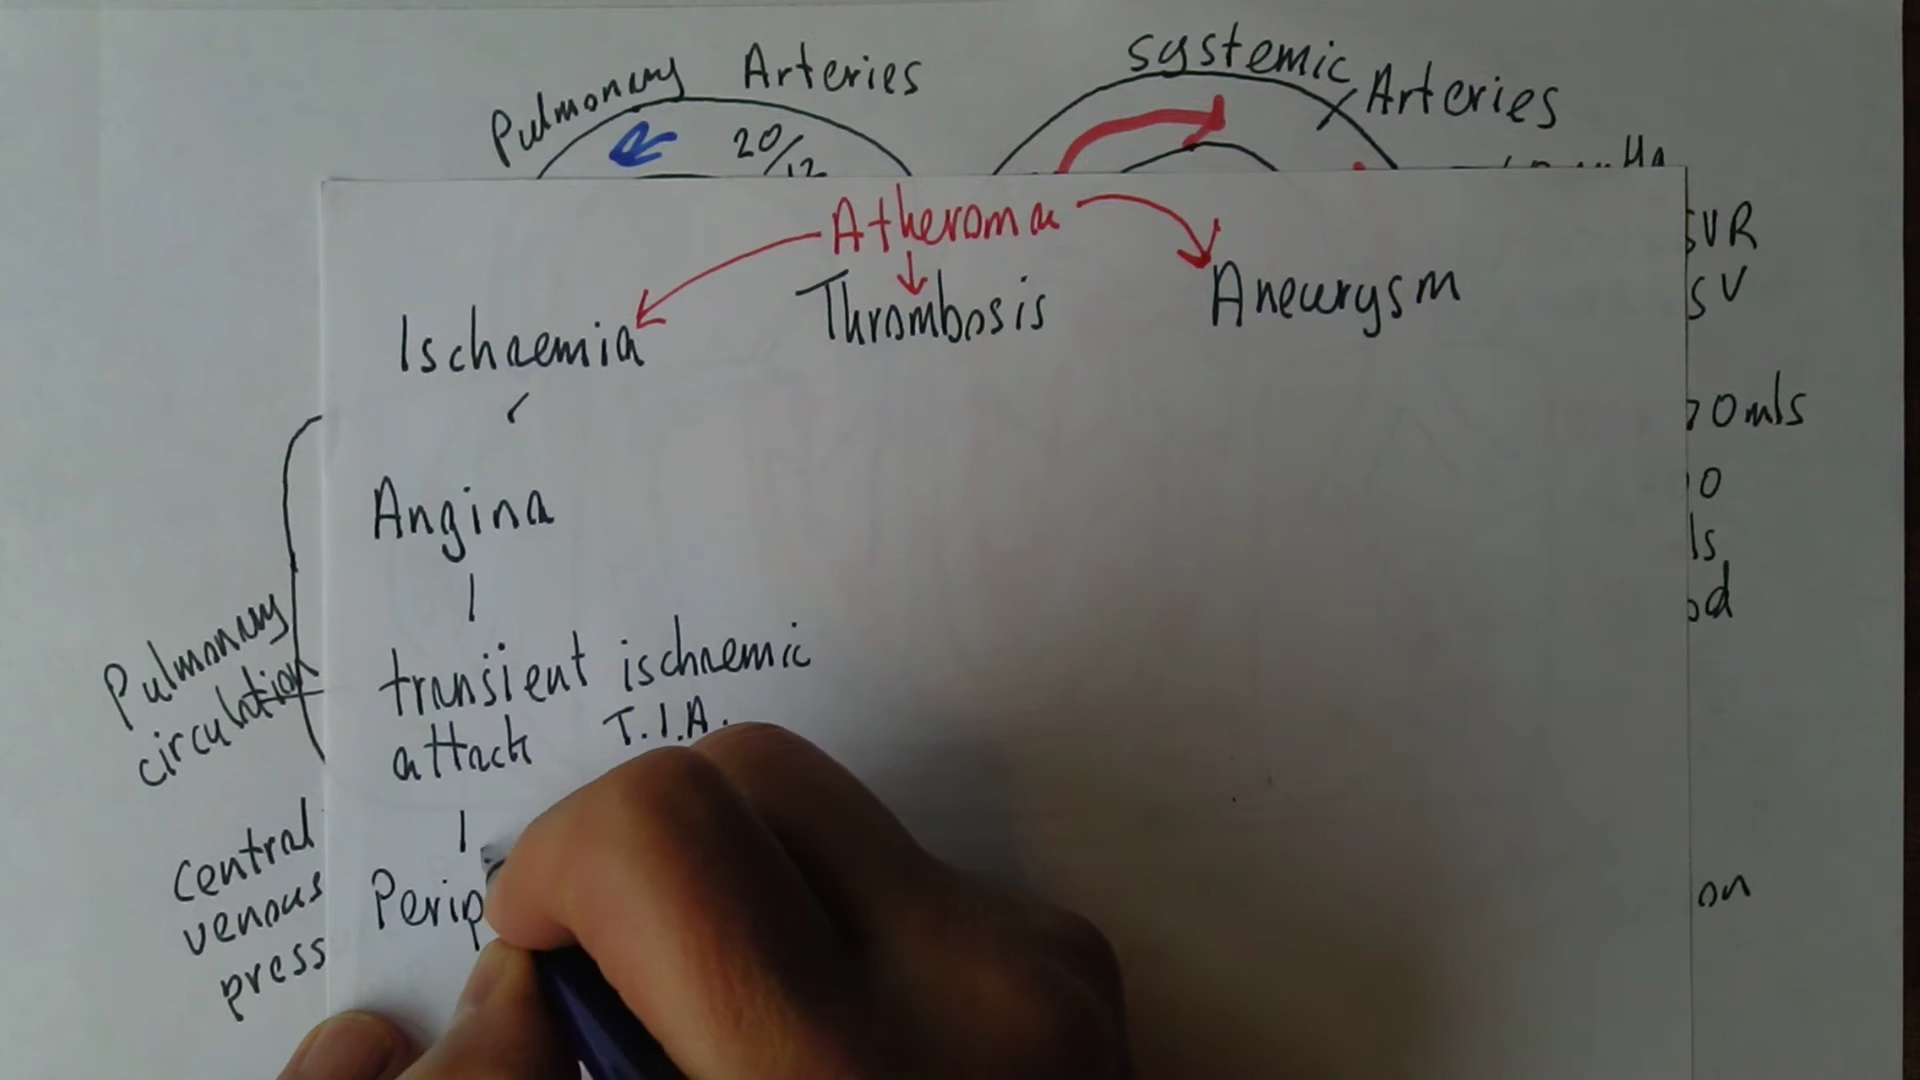 Pulmonary Arteries
systemic
Arteries
20/12
SVR
SV
70mls
Atheroma
Ischaemia
Thrombosis
Aneurysm
Angina
transient ischaemic
attack T.I.A.
Perip
Pulmonary
circulation
central
venous
press